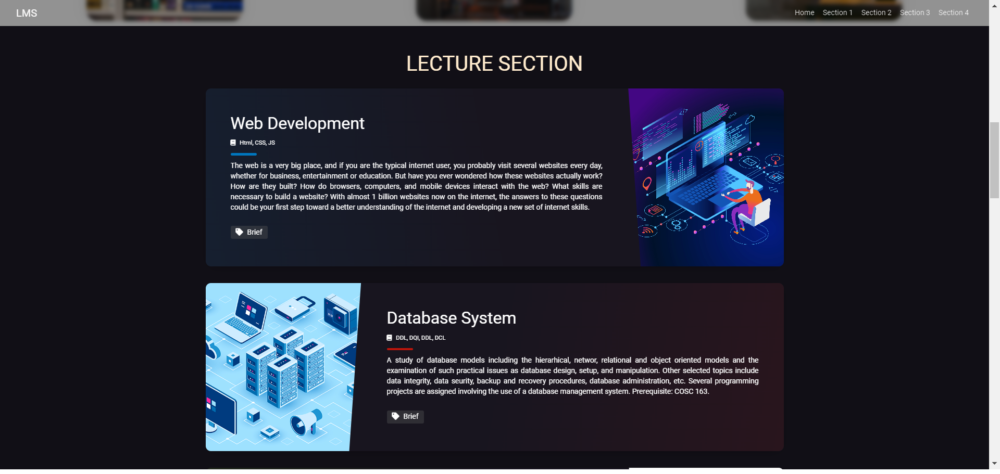 LMS
Home Section 1 Section 2 Section 3 Section 4
LECTURE SECTION
Web Development
Html, CSS, JS
The web is a very big place, and if you are the typical internet user, you probably visit several websites every day,
whether for business, entertainment or education. But have you ever wondered how these websites actually work?
How are they built? How do browsers, computers, and mobile devices interact with the web? What skills are
necessary to build a website? With almost 1 billion websites now on the internet, the answers to these questions
could be your first step toward a better understanding of the internet and developing a new set of internet skills.
Brief
Database System
DDL, DQI, DDL, DCL
A study of database models including the hierarhical, networ, relational and object oriented models and the
examination of such practical issues as database design, setup, and manipulation. Other selected topics include
data integrity, data seurity, backup and recovery procedures, database administration, etc. Several programming
projects are assigned involving the use of a database management system. Prerequisite: COSC 163.
Brief